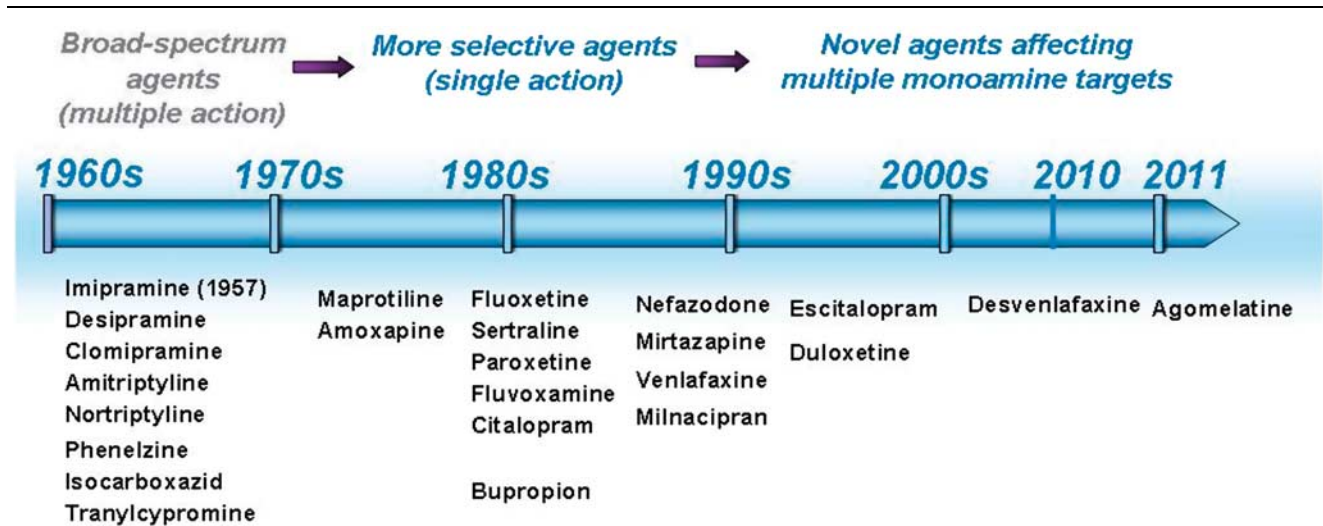 Broad-spectrum
agents
(multiple action)
More selective agents
(single action)
Novel agents affecting
multiple monoamine targets
1960s
1970s
1980s
1990s
2000s
2010
2011
Imipramine (1957)
Desipramine
Clomipramine
Amitriptyline
Nortriptyline
Phenelzine
Isocarboxazid
Tranylcypromine
Maprotiline
Amoxapine
Fluoxetine
Sertraline
Paroxetine
Fluvoxamine
Citalopram
Bupropion
Nefazodone
Mirtazapine
Venlafaxine
Milnacipran
Escitalopram
Duloxetine
Desvenlafaxine
Agomelatine